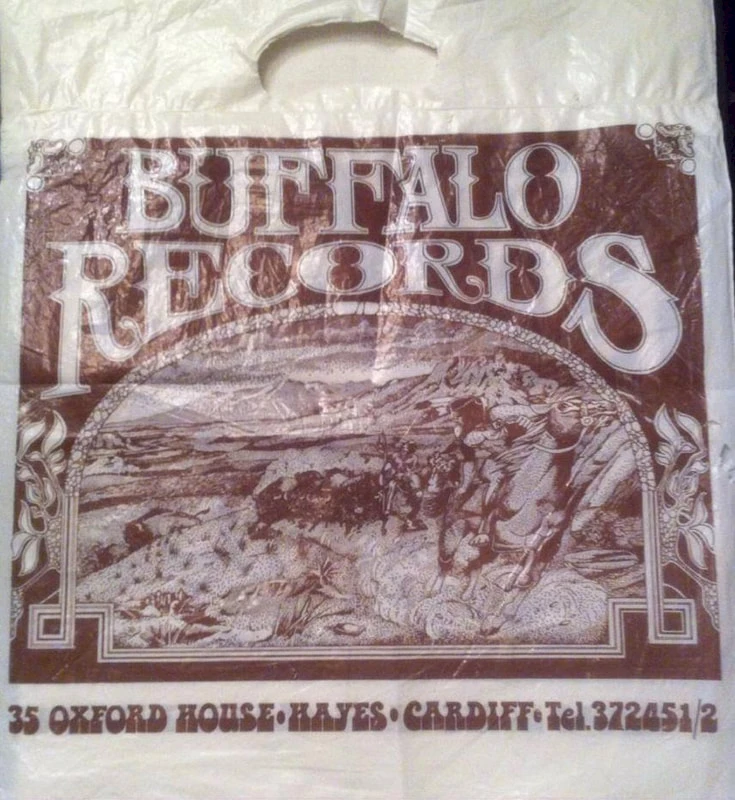 BUFFALO
RECORDS
35 OXFORD HOUSE • HAYES • CARDIFF • Tel. 372451/2